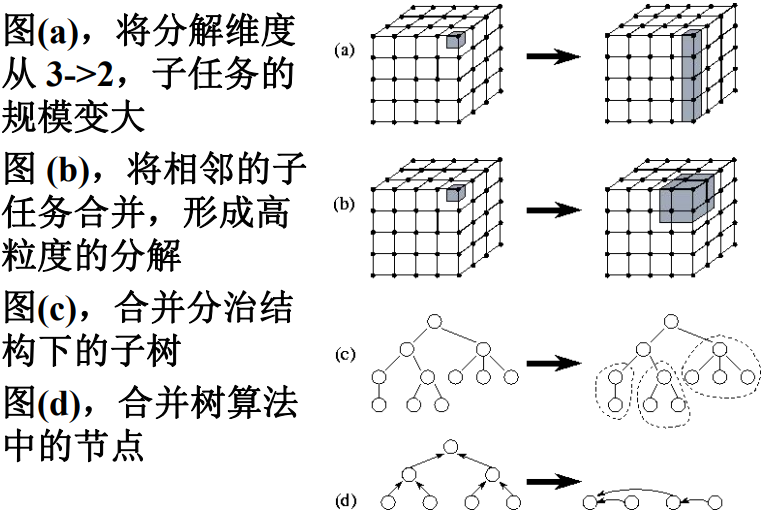 图(a)，将分解维度
从 3->2，子任务的
规模变大
图 (b)，将相邻的子
任务合并，形成高
粒度的分解
图(c)，合并分治结
构下的子树
图(d)，合并树算法
中的节点
(a)
(b)
(c)
(d)